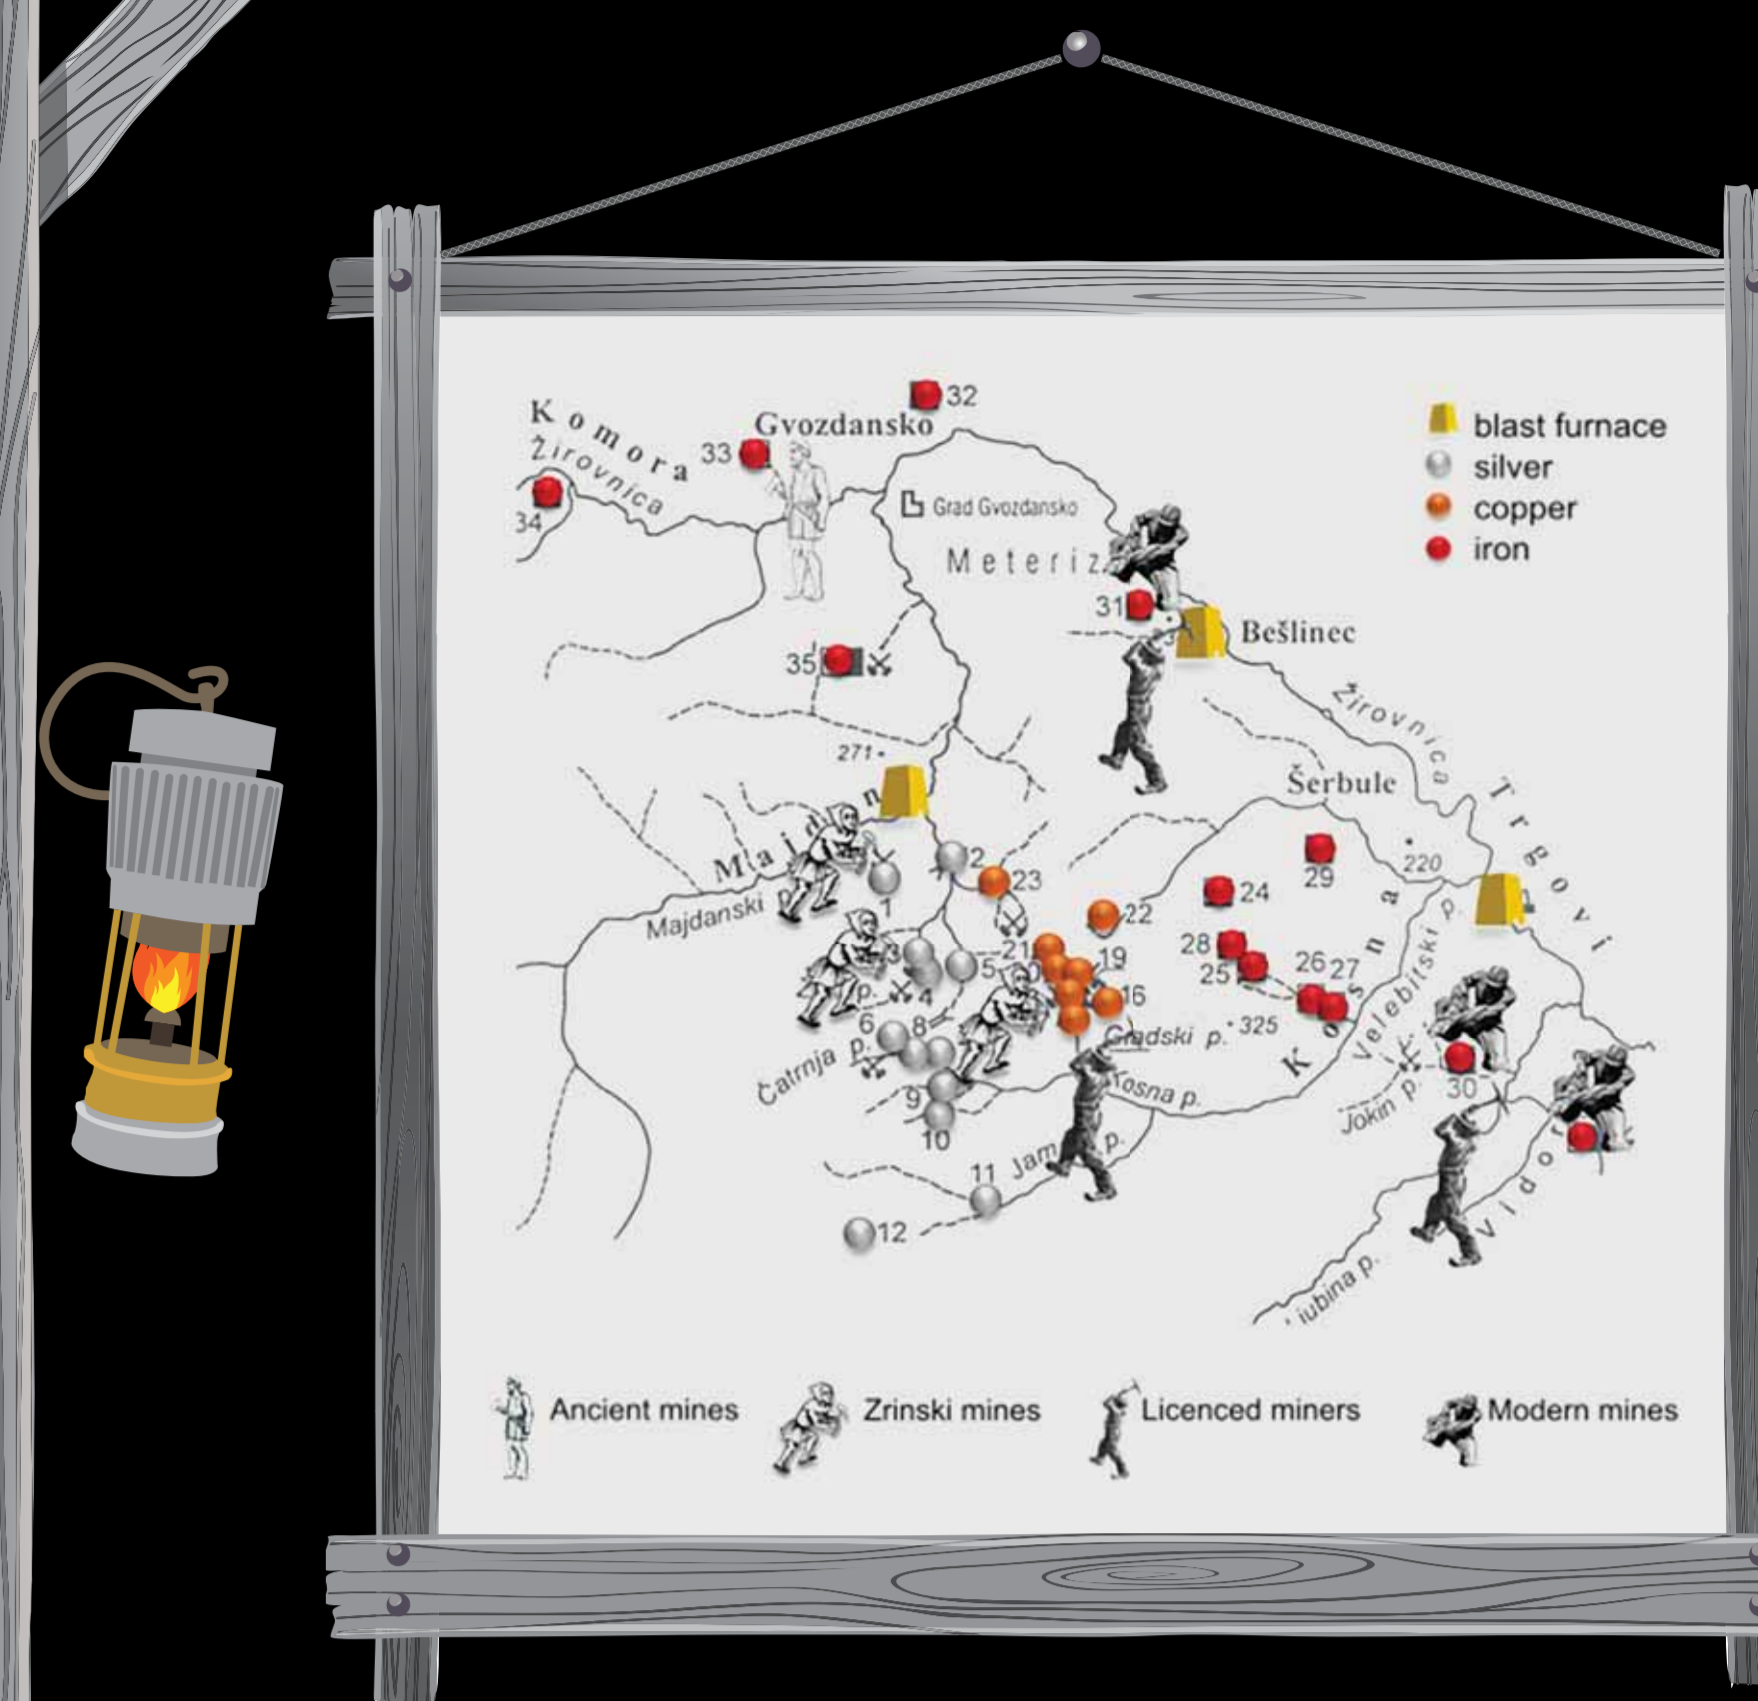 32
Gvozdansko
Komora
Žirovnica
33
34
Grad Gvozdansko
Meteriz
blast furnace
silver
copper
iron
31
Bešlinec
35
271
Žirovnica
Šerbule
Trgovi
Majdan
Majdanski p.
2
1
23
22
24
29
220
3
4
5
21
19
16
28
25
26 27
Kosna
Velebitski p.
6
8
Čatrnja p.
Gradski p. 325
Kosna p.
9
10
30
Jokin p.
11
Jam p.
12
Vidor
Ljubina p.
Ancient mines
Zrinski mines
Licenced miners
Modern mines